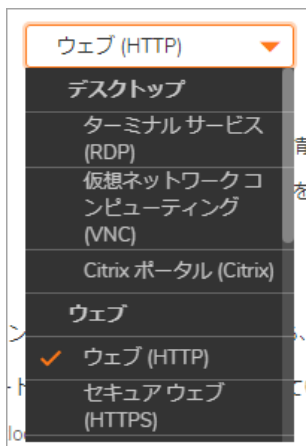 ウェブ (HTTP)
デスクトップ
ターミナル サービス
(RDP)
仮想ネットワーク コ
ンピューティング
(VNC)
Citrix ポータル (Citrix)
ウェブ
ウェブ (HTTP)
セキュア ウェブ
(HTTPS)